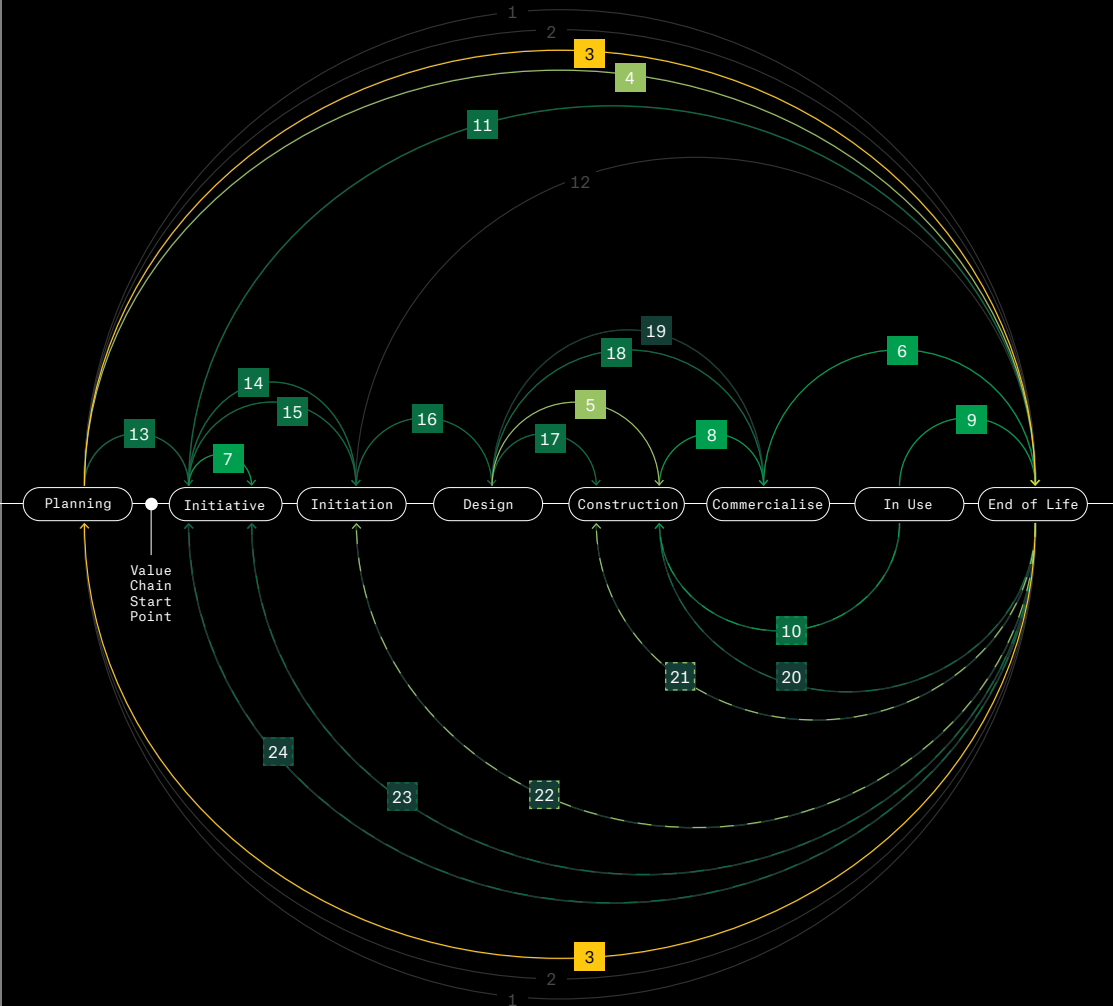 1
2
3
4
11
12
19
18
6
14
5
15
16
9
13
8
17
7
Planning
Initiative
Initiation
Design
Construction
Commercialise
In Use
End of Life
Value
Chain
Start
Point
10
21
20
24
22
23
3
2
1